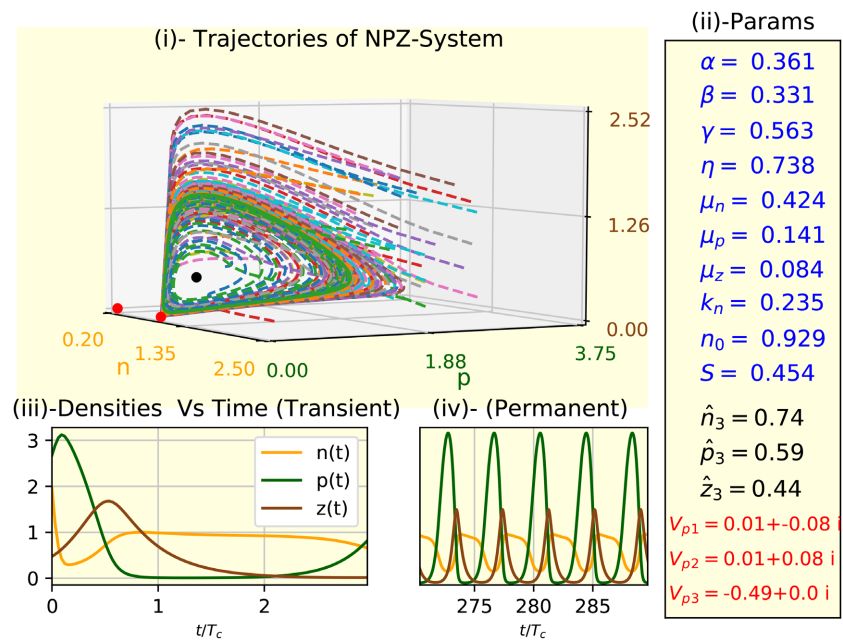 (i)- Trajectories of NPZ-System
2.52
1.26
0.00
0.20
1.35
2.50
n
0.00
1.88
3.75
p
(ii)-Params
α = 0.361
β = 0.331
γ = 0.563
η = 0.738
μₙ = 0.424
μₚ = 0.141
μ_z = 0.084
kₙ = 0.235
n₀ = 0.929
S = 0.454
n̂₃ = 0.74
p̂₃ = 0.59
ẑ₃ = 0.44
Vₚ₁ = 0.01+-0.08 i
Vₚ₂ = 0.01+0.08 i
Vₚ₃ = -0.49+0.0 i
(iii)-Densities Vs Time (Transient)
3
2
1
0
n(t)
p(t)
z(t)
0 1 2
t/T_c
(iv)- (Permanent)
275 280 285
t/T_c